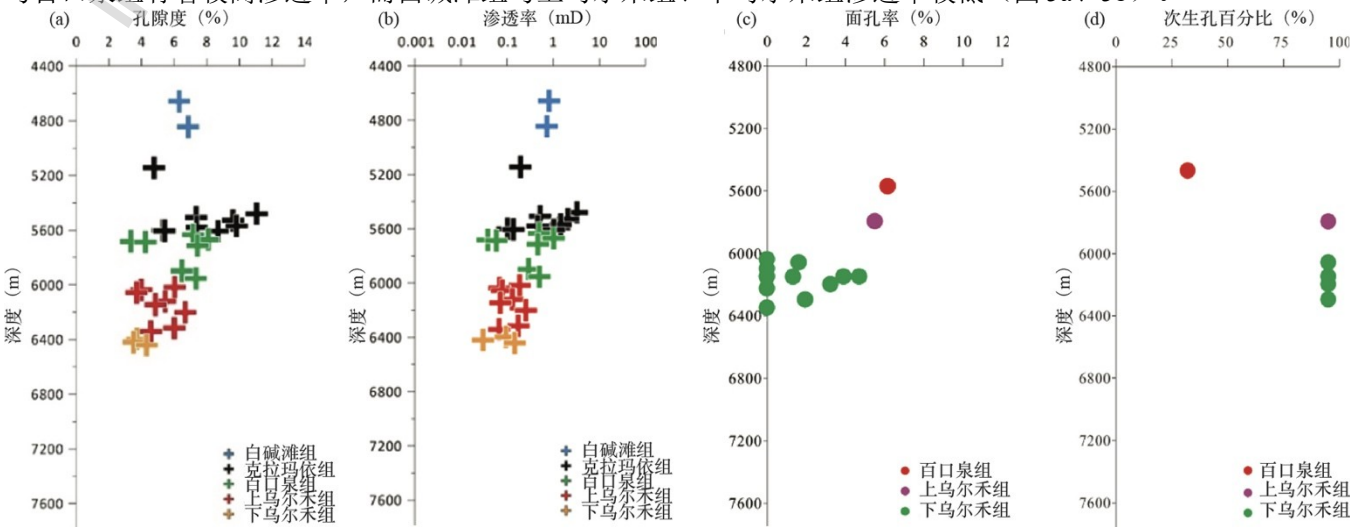 (a) 孔隙度（%）
0 2 4 6 8 10 12 14
4400
4800
5200
5600
6000
6400
6800
7200
7600
深度（m）
白碱滩组
克拉玛依组
百口泉组
上乌尔禾组
下乌尔禾组
(b) 渗透率（mD）
0.001 0.01 0.1 1 10 100
4400
4800
5200
5600
6000
6400
6800
7200
7600
深度（m）
白碱滩组
克拉玛依组
百口泉组
上乌尔禾组
下乌尔禾组
(c) 面孔率（%）
0 2 4 6 8 10 12
4800
5200
5600
6000
6400
6800
7200
7600
深度（m）
百口泉组
上乌尔禾组
下乌尔禾组
(d) 次生孔百分比（%）
0 25 50 75 100
4800
5200
5600
6000
6400
6800
7200
7600
深度（m）
百口泉组
上乌尔禾组
下乌尔禾组